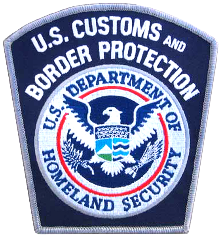 U.S. CUSTOMS AND
BORDER PROTECTION
U.S. DEPARTMENT OF
HOMELAND SECURITY